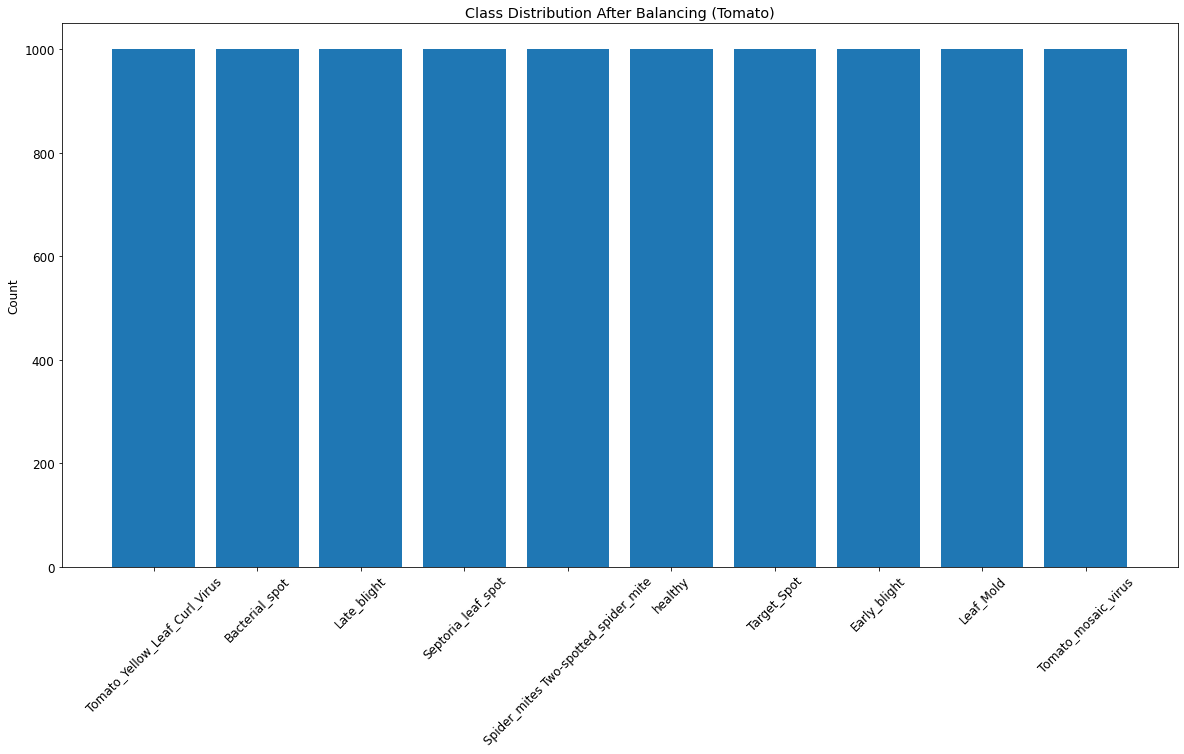 Class Distribution After Balancing (Tomato)
Count
1000
800
600
400
200
0
Tomato_Yellow_Leaf_Curl_Virus
Bacterial_spot
Late_blight
Septoria_leaf_spot
Spider_mites Two-spotted_spider_mite
healthy
Target_Spot
Early_blight
Leaf_Mold
Tomato_mosaic_virus